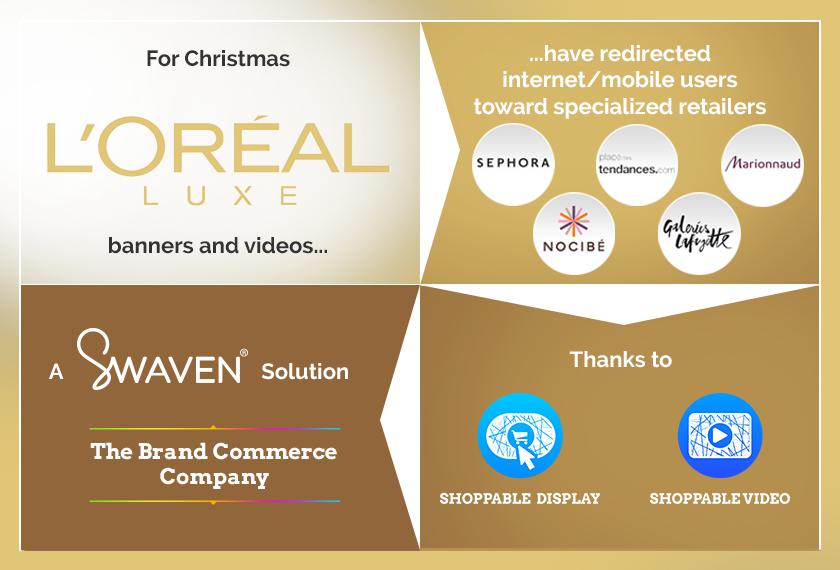 For Christmas
L'ORÉAL
LUXE
banners and videos...
...have redirected
internet/mobile users
toward specialized retailers
SEPHORA
place des
tendances.com
Marionnaud
NOCIBÉ
Galeries
Lafayette
Thanks to
SHOPPABLE DISPLAY
SHOPPABLE VIDEO
A SWAVEN® Solution
The Brand Commerce
Company